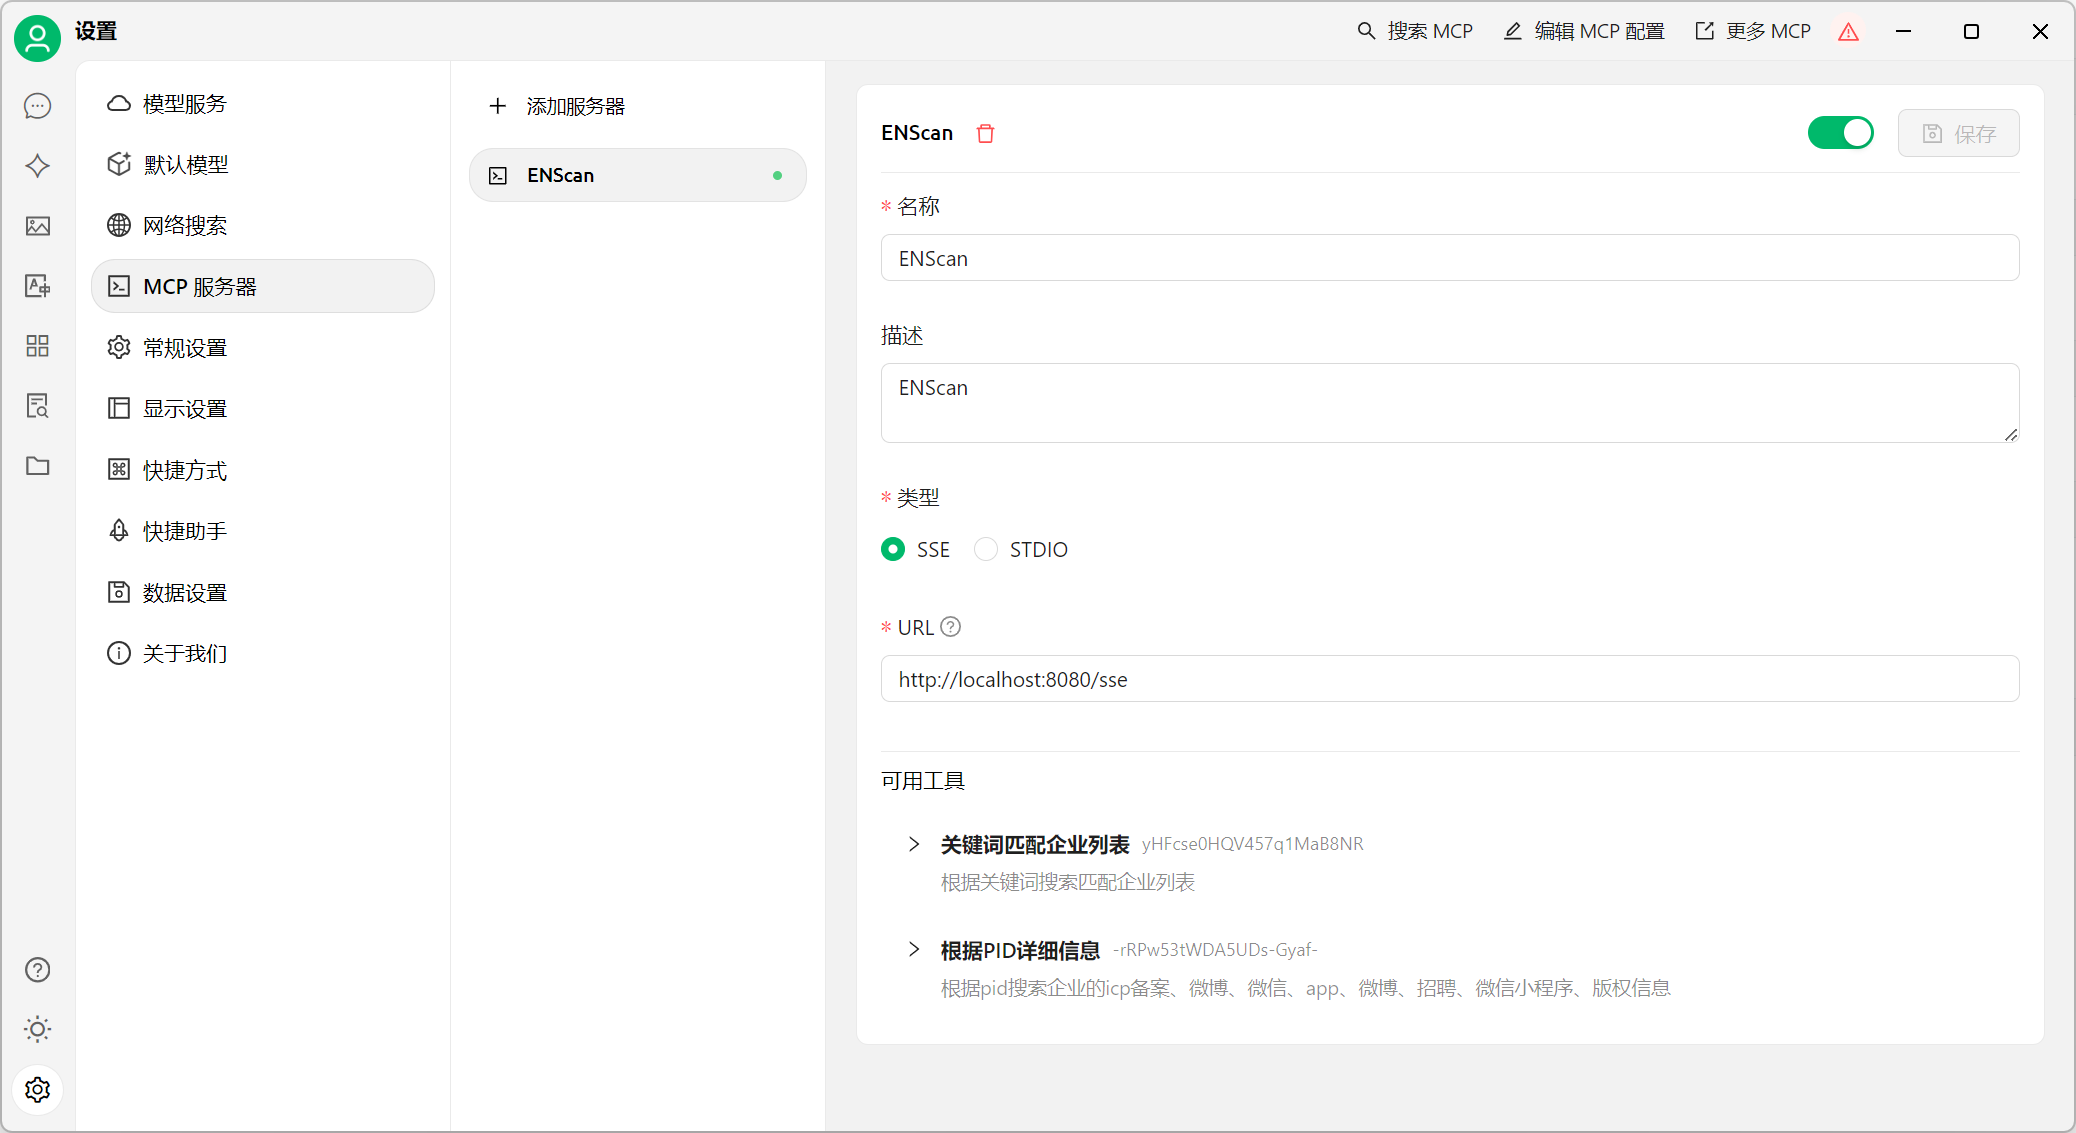 设置
搜索 MCP
编辑 MCP 配置
更多 MCP
模型服务
默认模型
网络搜索
MCP 服务器
常规设置
显示设置
快捷方式
快捷助手
数据设置
关于我们
添加服务器
ENScan
ENScan
保存
* 名称
ENScan
描述
ENScan
* 类型
SSE STDIO
* URL
http://localhost:8080/sse
可用工具
关键词匹配企业列表 yHFcse0HQV457q1MaB8NR
根据关键词搜索匹配企业列表
根据PID详细信息 -rRPw53tWDA5UDs-Gyaf-
根据pid搜索企业的icp备案、微博、微信、app、微博、招聘、微信小程序、版权信息